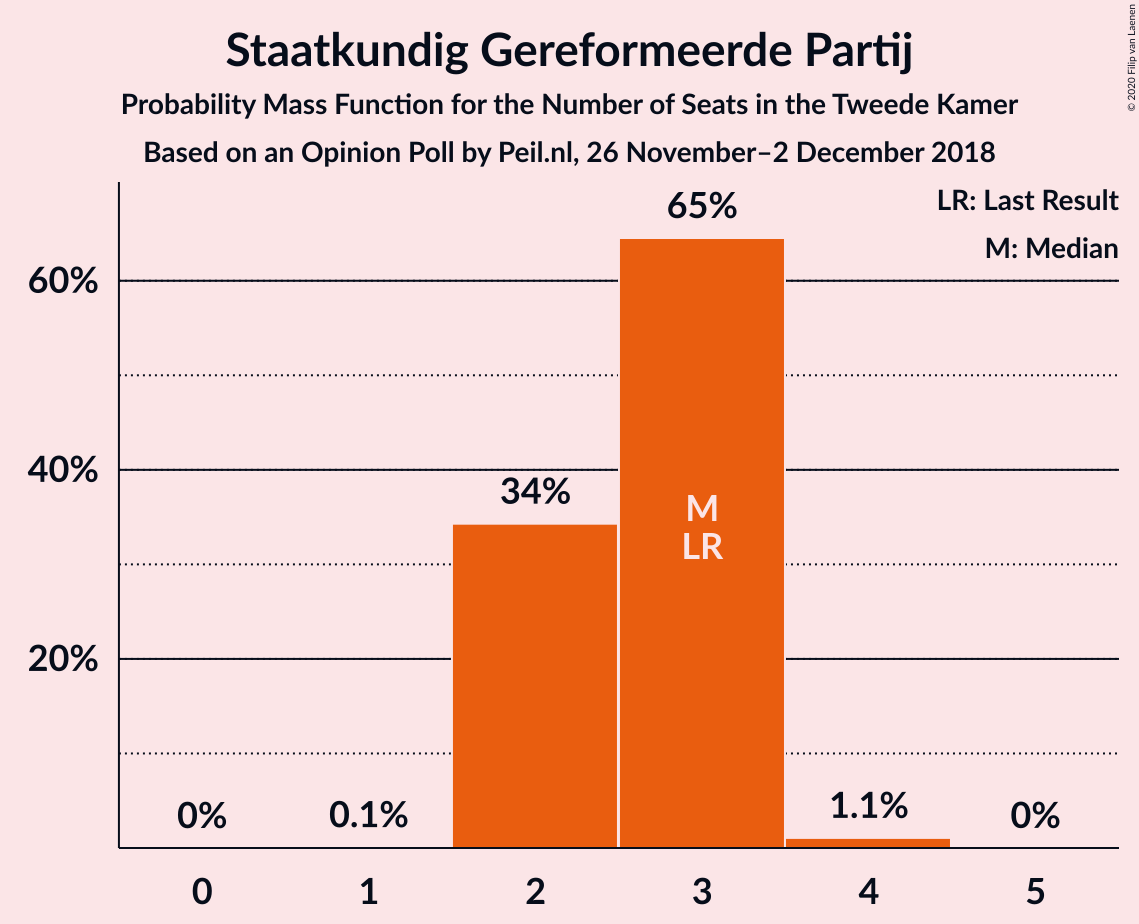 Staatkundig Gereformeerde Partij
Probability Mass Function for the Number of Seats in the Tweede Kamer
Based on an Opinion Poll by Peil.nl, 26 November–2 December 2018
© 2020 Filip van Laenen
LR: Last Result
M: Median
60%
40%
20%
0%
0.1%
34%
65%
M
LR
1.1%
0%
0
1
2
3
4
5